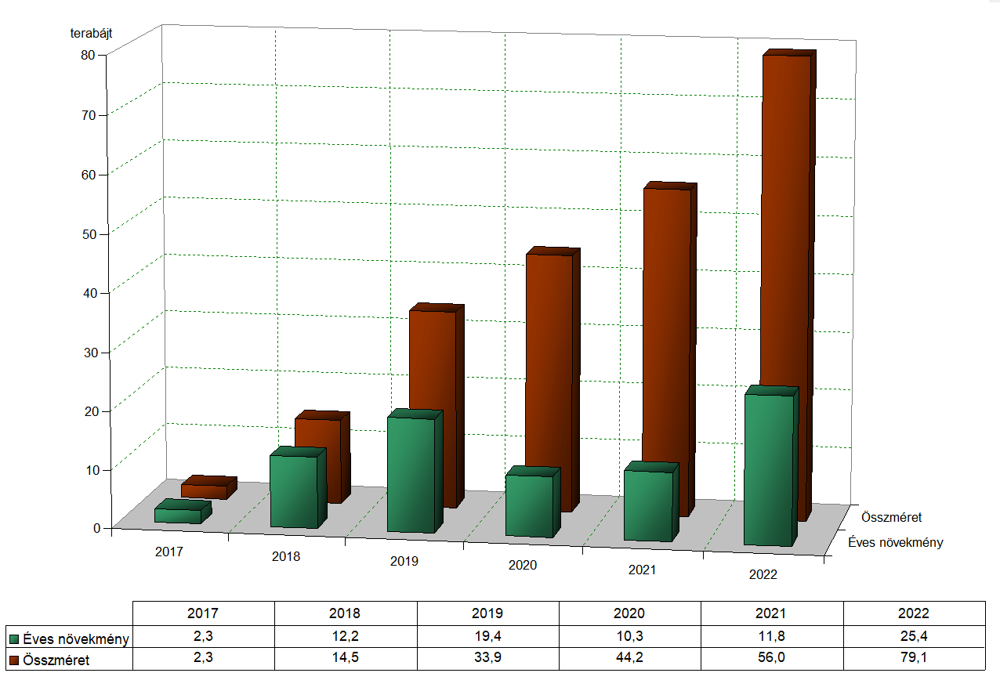 terabájt
80
70
60
50
40
30
20
10
0
2017
2018
2019
2020
2021
2022
Összméret
Éves növekmény
2017 2018 2019 2020 2021 2022
Éves növekmény 2,3 12,2 19,4 10,3 11,8 25,4
Összméret 2,3 14,5 33,9 44,2 56,0 79,1